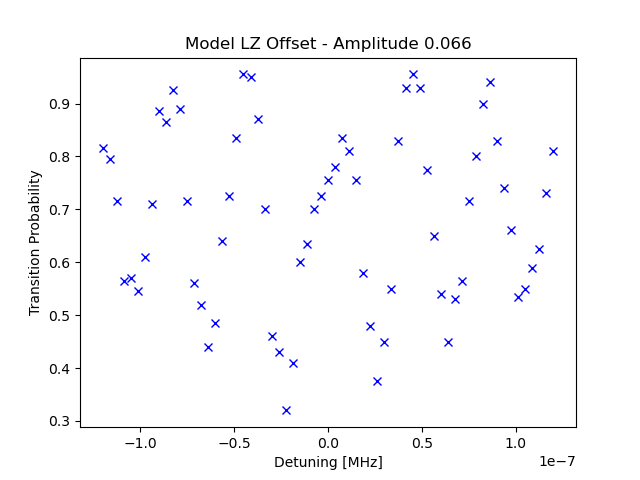 Model LZ Offset - Amplitude 0.066
Transition Probability
0.9
0.8
0.7
0.6
0.5
0.4
0.3
−1.0 −0.5 0.0 0.5 1.0
1e−7
Detuning [MHz]